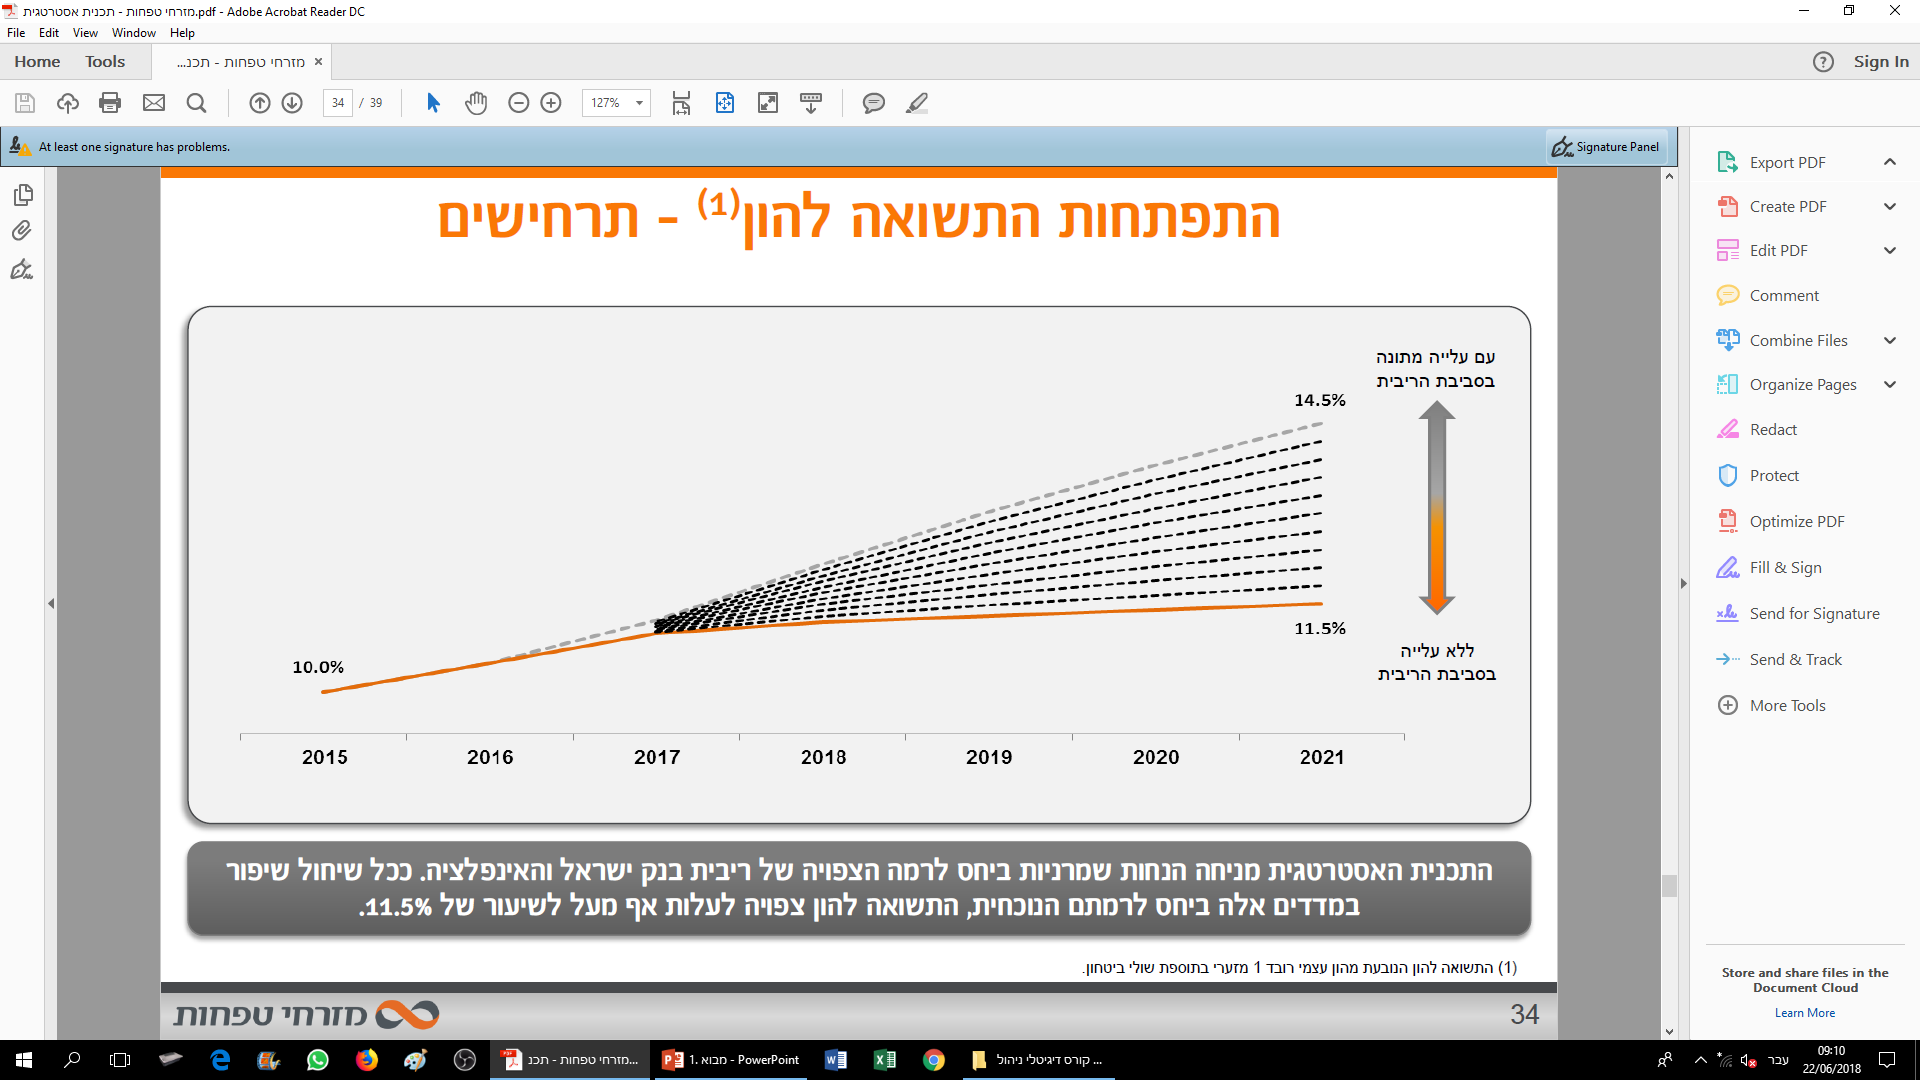 מזרחי טפחות - תכנית אסטרטגית.pdf - Adobe Acrobat Reader DC
File Edit View Window Help
Home Tools מזרחי טפחות - תכנ... × Sign In
34 / 39 127%
At least one signature has problems. Signature Panel
התפתחות התשואה להון(1) - תרחישים
עם עלייה מתונה
בסביבת הריבית
14.5%
11.5%
10.0%
ללא עלייה
בסביבת הריבית
2015 2016 2017 2018 2019 2020 2021
התכנית האסטרטגית מניחה הנחות שמרניות ביחס לרמה הצפויה של ריבית בנק ישראל והאינפלציה. ככל שיחול שיפור
במדדים אלה ביחס לרמתם הנוכחית, התשואה להון צפויה לעלות אף מעל לשיעור של 11.5%.
(1) התשואה להון הנובעת מהון עצמי רובד 1 מזערי בתוספת שולי ביטחון.
מזרחי טפחות
34
Export PDF
Create PDF
Edit PDF
Comment
Combine Files
Organize Pages
Redact
Protect
Optimize PDF
Fill & Sign
Send for Signature
Send & Track
More Tools
Store and share files in the
Document Cloud
Learn More
מזרחי טפחות - תכנ... 1. מבוא - PowerPoint קורס דיגיטלי ניהול ... עבר 09:10
22/06/2018